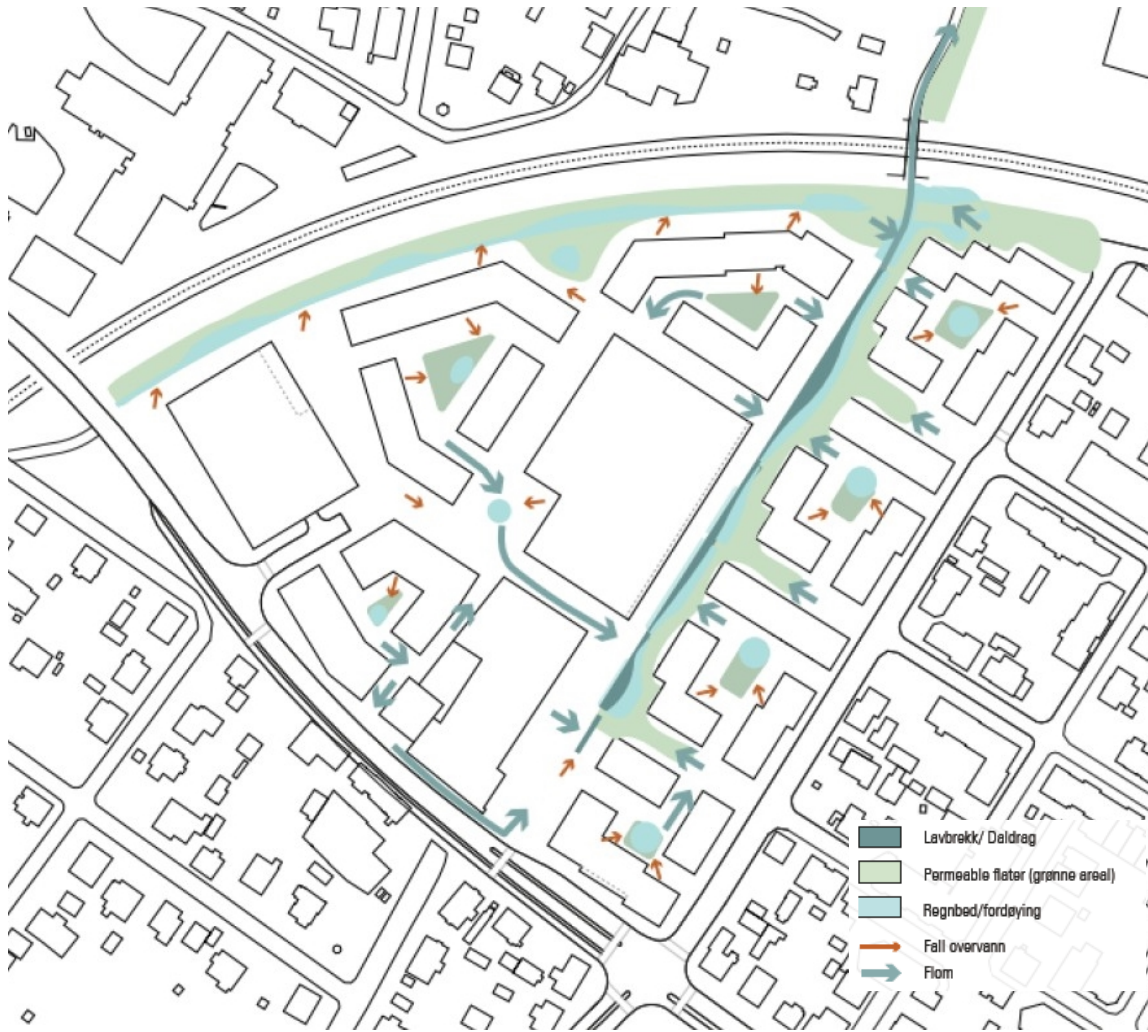 Lavbrekk/ Daldrag
Permeable flater (grønne areal)
Regnbed/fordøying
Fall overvann
Flom